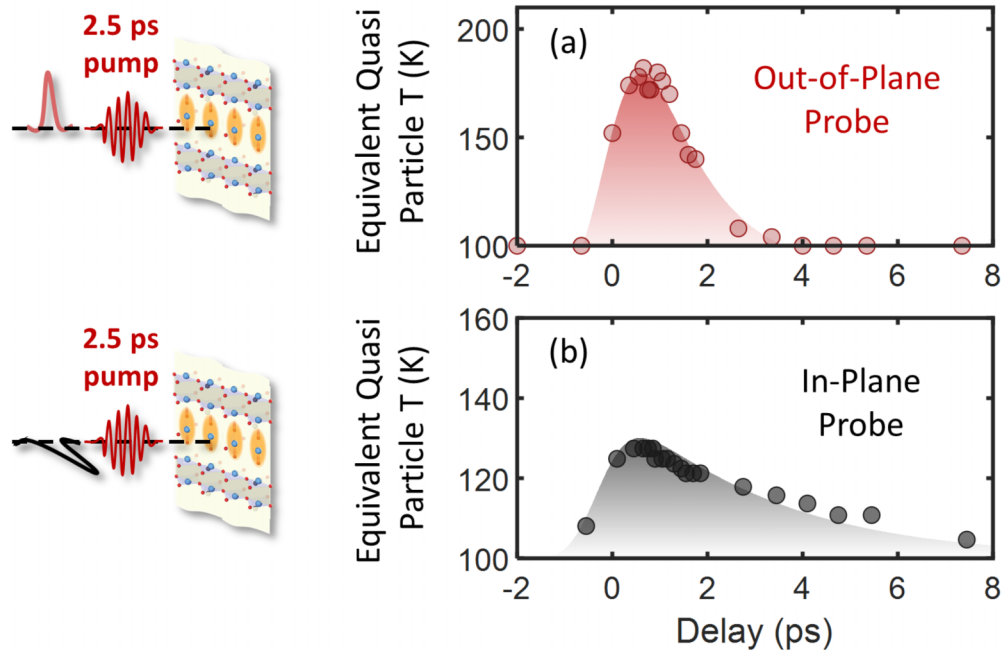 2.5 ps
pump
Equivalent Quasi
Particle T (K)
200
150
100
(a)
Out-of-Plane
Probe
-2 0 2 4 6 8
2.5 ps
pump
Equivalent Quasi
Particle T (K)
160
140
120
100
(b)
In-Plane
Probe
-2 0 2 4 6 8
Delay (ps)